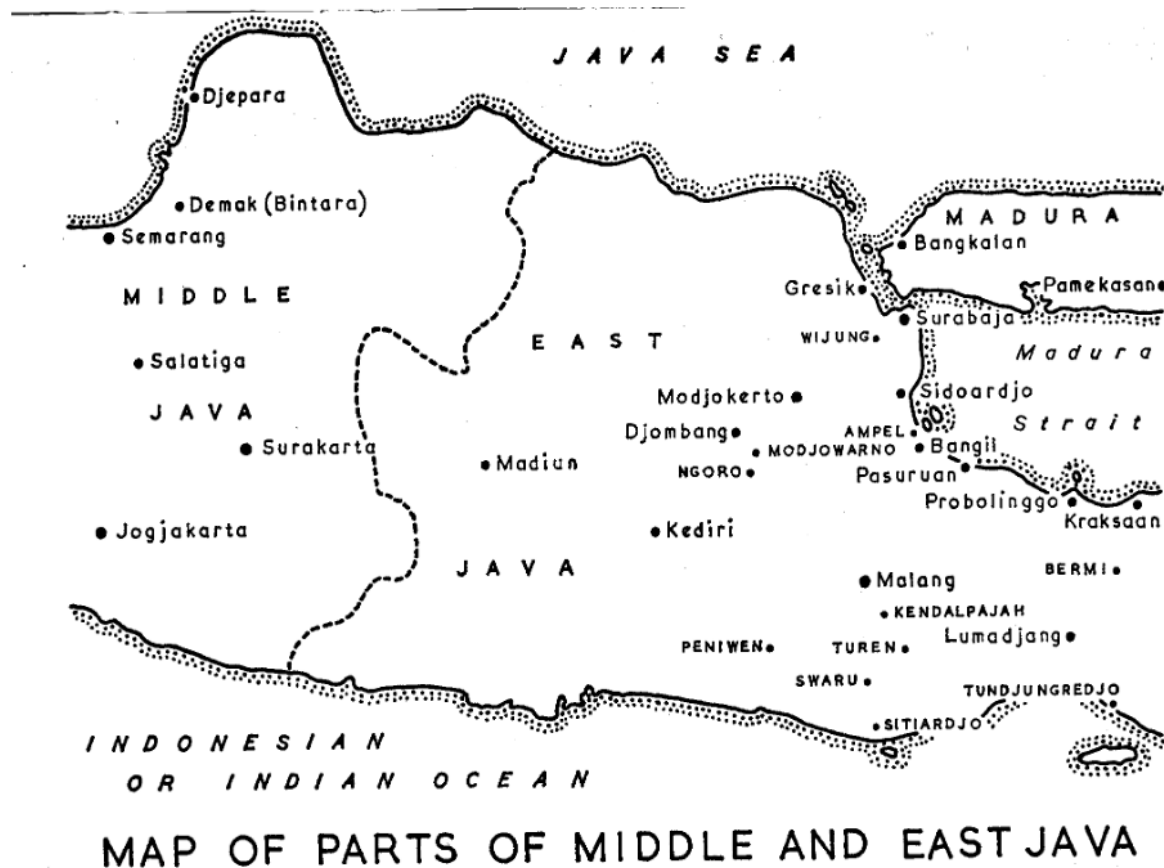 JAVA SEA
Djepara
Demak (Bintara)
Semarang
MADURA
Bangkalan
MIDDLE
Gresik
Pamekasan
Surabaja
WIJUNG
EAST
Madura
Salatiga
Modjokerto
Sidoardjo
JAVA
Strait
Djombang
AMPEL
Surakarta
MODJOWARNO
Bangil
Madiun
NGORO
Pasuruan
Probolinggo
Kraksaan
Jogjakarta
Kediri
JAVA
BERMI
Malang
KENDALPAJAH
Lumadjang
PENIWEN
TUREN
SWARU
TUNDJUNGREDJO
SITIARDJO
INDONESIAN
OR INDIAN OCEAN
MAP OF PARTS OF MIDDLE AND EAST JAVA